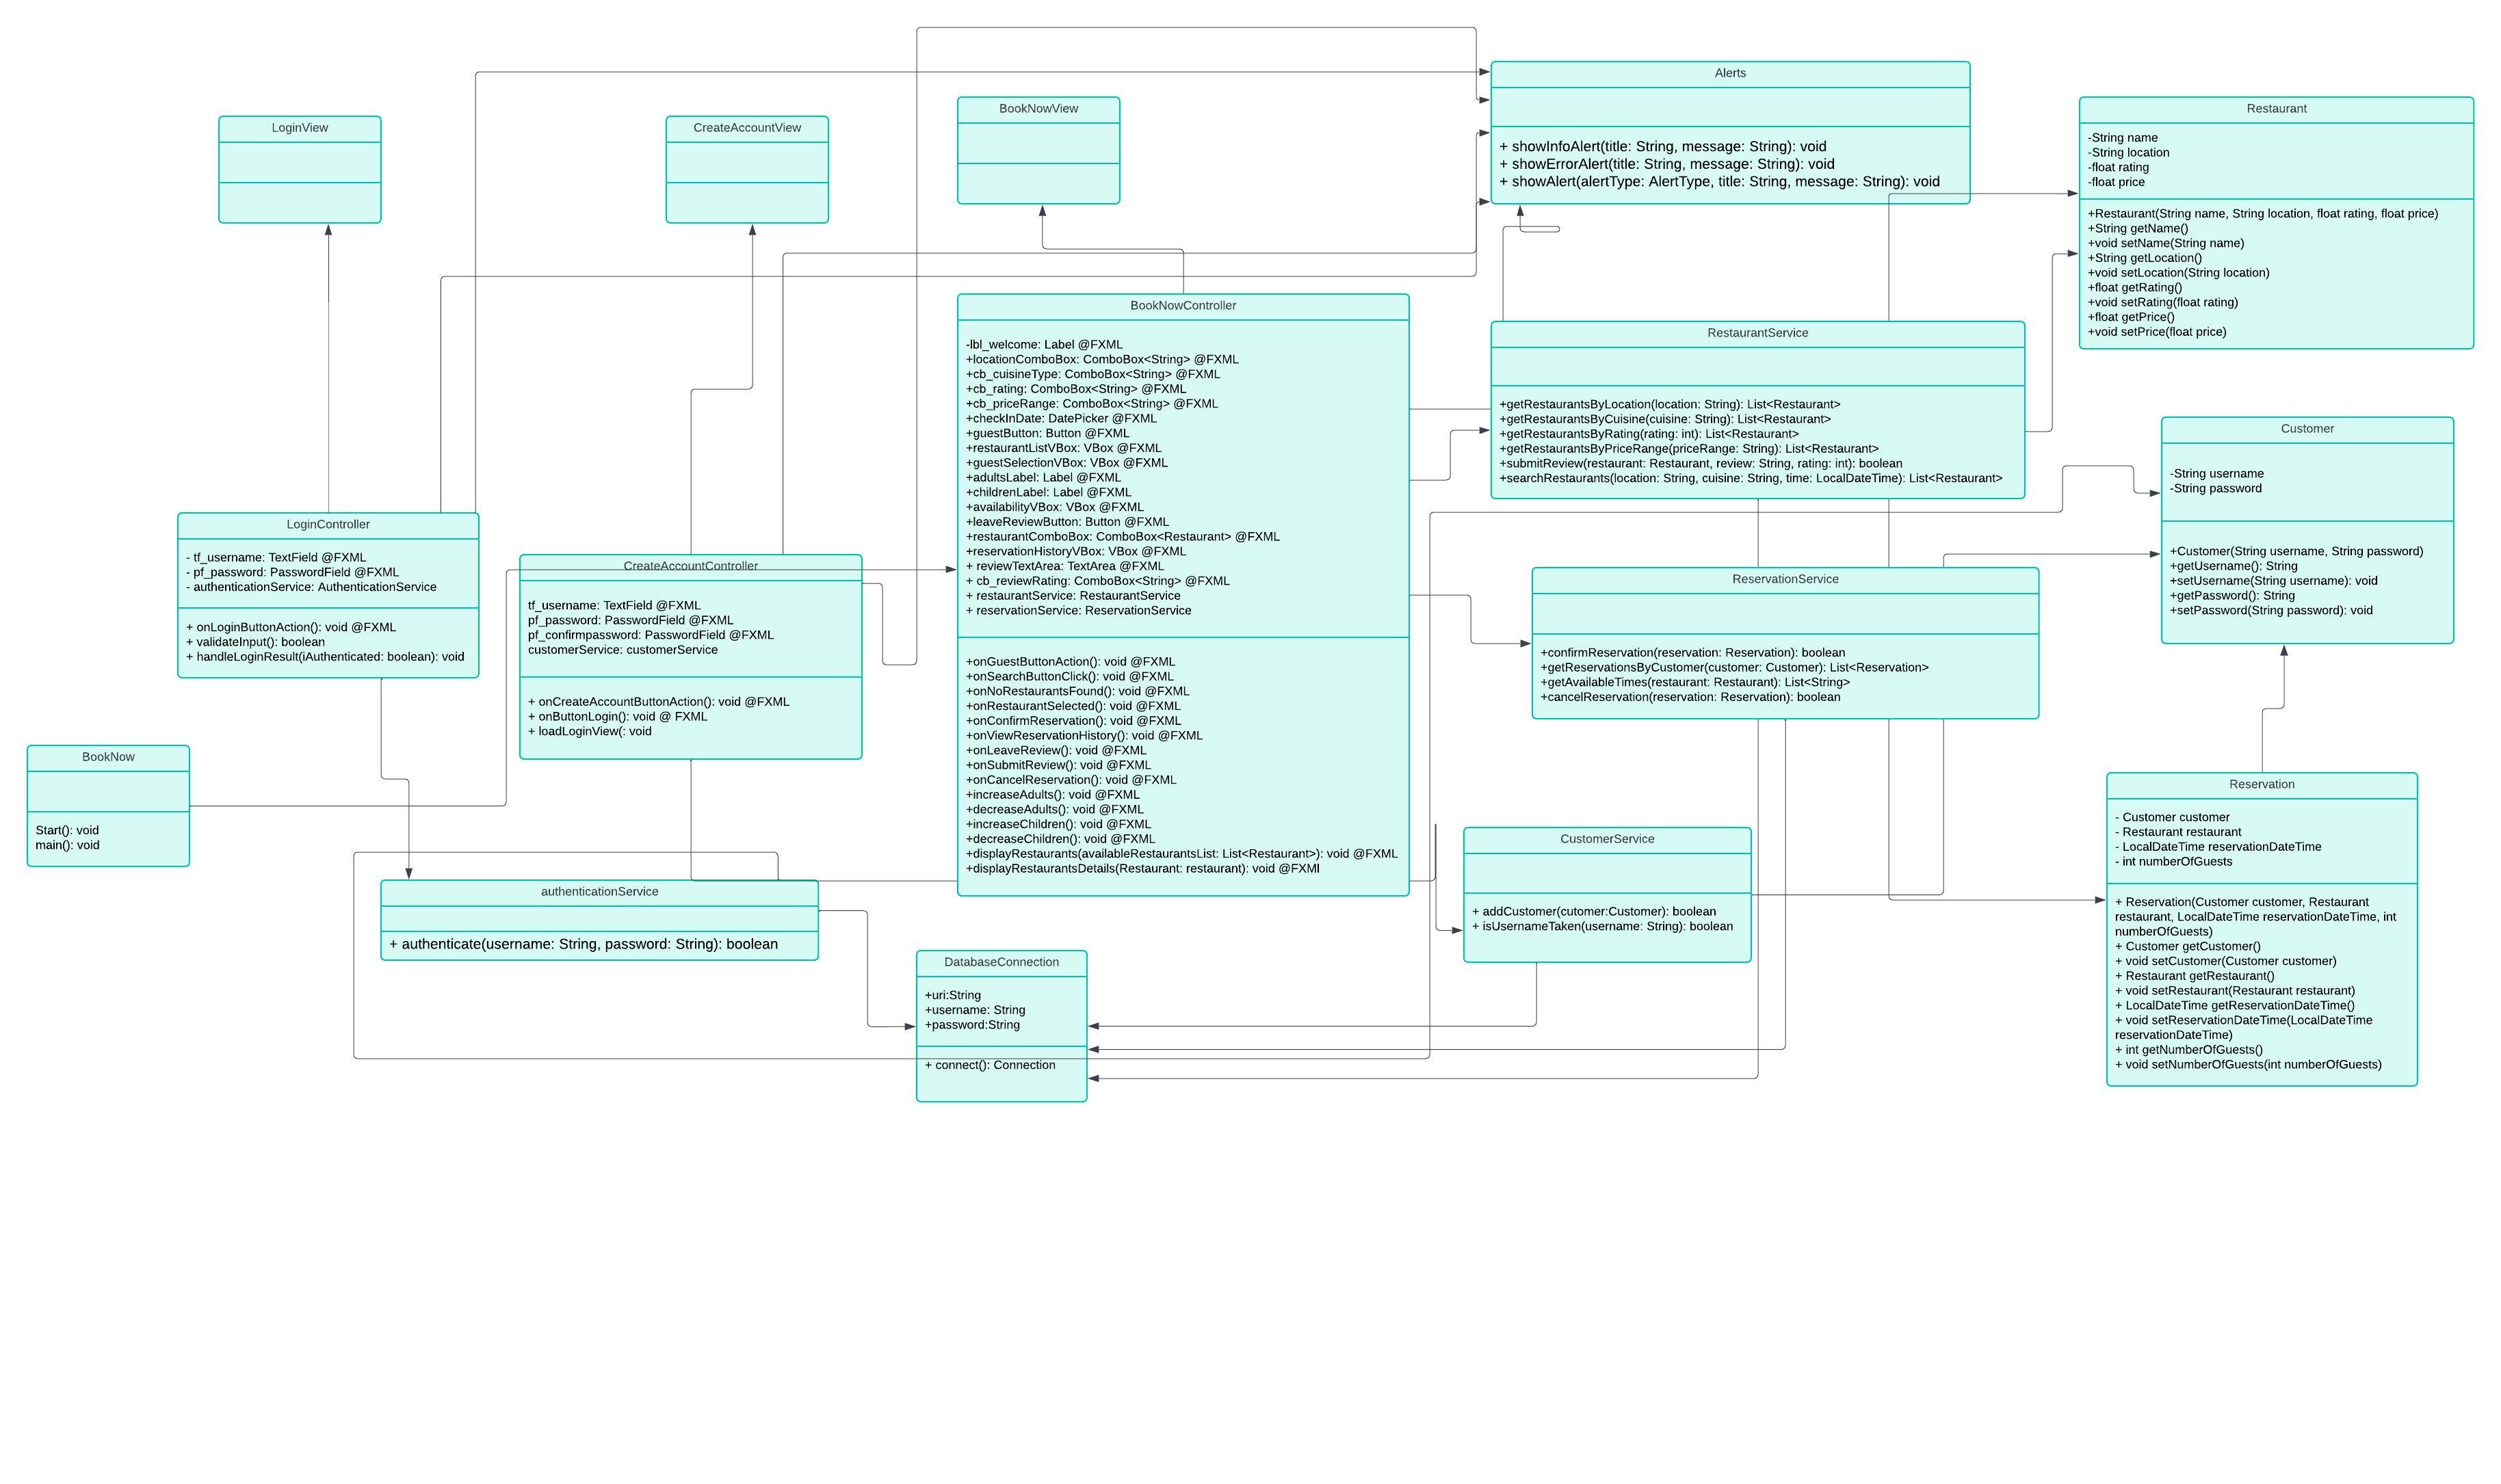 LoginView
CreateAccountView
BookNowView
Alerts
+ showInfoAlert(title: String, message: String): void
+ showErrorAlert(title: String, message: String): void
+ showAlert(alertType: AlertType, title: String, message: String): void
Restaurant
-String name
-String location
-float rating
-float price
+Restaurant(String name, String location, float rating, float price)
+String getName()
+void setName(String name)
+String getLocation()
+void setLocation(String location)
+float getRating()
+void setRating(float rating)
+float getPrice()
+void setPrice(float price)
BookNowController
-lbl_welcome: Label @FXML
+locationComboBox: ComboBox<String> @FXML
+cb_cuisineType: ComboBox<String> @FXML
+cb_rating: ComboBox<String> @FXML
+cb_priceRange: ComboBox<String> @FXML
+checkInDate: DatePicker @FXML
+guestButton: Button @FXML
+restaurantListVBox: VBox @FXML
+guestSelectionVBox: VBox @FXML
+adultsLabel: Label @FXML
+childrenLabel: Label @FXML
+availabilityVBox: VBox @FXML
+leaveReviewButton: Button @FXML
+restaurantComboBox: ComboBox<Restaurant> @FXML
+reservationHistoryVBox: VBox @FXML
+ reviewTextArea: TextArea @FXML
+ cb_reviewRating: ComboBox<String> @FXML
+ restaurantService: RestaurantService
+ reservationService: ReservationService
+onGuestButtonAction(): void @FXML
+onSearchButtonClick(): void @FXML
+onNoRestaurantsFound(): void @FXML
+onRestaurantSelected(): void @FXML
+onConfirmReservation(): void @FXML
+onViewReservationHistory(): void @FXML
+onLeaveReview(): void @FXML
+onSubmitReview(): void @FXML
+onCancelReservation(): void @FXML
+increaseAdults(): void @FXML
+decreaseAdults(): void @FXML
+increaseChildren(): void @FXML
+decreaseChildren(): void @FXML
+displayRestaurants(availableRestaurantsList: List<Restaurant>): void @FXML
+displayRestaurantsDetails(Restaurant: restaurant): void @FXMl
RestaurantService
+getRestaurantsByLocation(location: String): List<Restaurant>
+getRestaurantsByCuisine(cuisine: String): List<Restaurant>
+getRestaurantsByRating(rating: int): List<Restaurant>
+getRestaurantsByPriceRange(priceRange: String): List<Restaurant>
+submitReview(restaurant: Restaurant, review: String, rating: int): boolean
+searchRestaurants(location: String, cuisine: String, time: LocalDateTime): List<Restaurant>
Customer
-String username
-String password
+Customer(String username, String password)
+getUsername(): String
+setUsername(String username): void
+getPassword(): String
+setPassword(String password): void
LoginController
- tf_username: TextField @FXML
- pf_password: PasswordField @FXML
- authenticationService: AuthenticationService
+ onLoginButtonAction(): void @FXML
+ validateInput(): boolean
+ handleLoginResult(iAuthenticated: boolean): void
CreateAccountController
tf_username: TextField @FXML
pf_password: PasswordField @FXML
pf_confirmpassword: PasswordField @FXML
customerService: customerService
+ onCreateAccountButtonAction(): void @FXML
+ onButtonLogin(): void @ FXML
+ loadLoginView(: void
ReservationService
+confirmReservation(reservation: Reservation): boolean
+getReservationsByCustomer(customer: Customer): List<Reservation>
+getAvailableTimes(restaurant: Restaurant): List<String>
+cancelReservation(reservation: Reservation): boolean
BookNow
Start(): void
main(): void
Reservation
- Customer customer
- Restaurant restaurant
- LocalDateTime reservationDateTime
- int numberOfGuests
+ Reservation(Customer customer, Restaurant
restaurant, LocalDateTime reservationDateTime, int
numberOfGuests)
+ Customer getCustomer()
+ void setCustomer(Customer customer)
+ Restaurant getRestaurant()
+ void setRestaurant(Restaurant restaurant)
+ LocalDateTime getReservationDateTime()
+ void setReservationDateTime(LocalDateTime
reservationDateTime)
+ int getNumberOfGuests()
+ void setNumberOfGuests(int numberOfGuests)
CustomerService
+ addCustomer(cutomer:Customer): boolean
+ isUsernameTaken(username: String): boolean
authenticationService
+ authenticate(username: String, password: String): boolean
DatabaseConnection
+uri:String
+username: String
+password:String
+ connect(): Connection